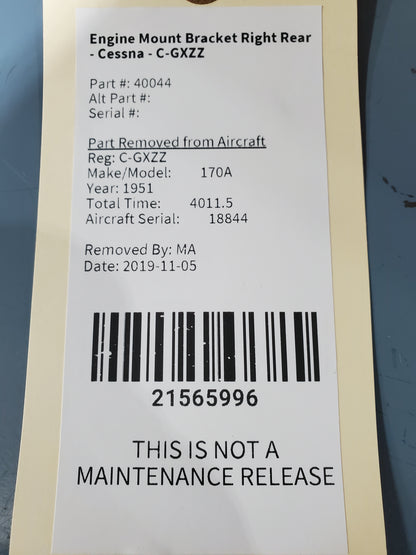 Engine Mount Bracket Right Rear
- Cessna - C-GXZZ
Part #: 40044
Alt Part #:
Serial #:
Part Removed from Aircraft
Reg: C-GXZZ
Make/Model: 170A
Year: 1951
Total Time: 4011.5
Aircraft Serial: 18844
Removed By: MA
Date: 2019-11-05
21565996
THIS IS NOT A
MAINTENANCE RELEASE